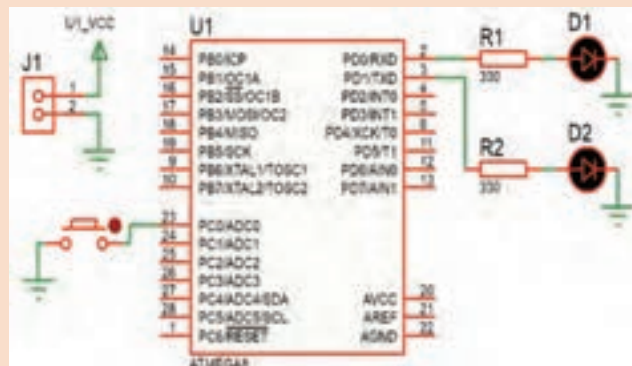 U1_VCC
J1
1
2
U1
14 PB0/ICP
15 PB1/OC1A
16 PB2/SS/OC1B
17 PB3/MOSI/OC2
18 PB4/MISO
19 PB5/SCK
9 PB6/XTAL1/TOSC1
10 PB7/XTAL2/TOSC2
23 PC0/ADC0
24 PC1/ADC1
25 PC2/ADC2
26 PC3/ADC3
27 PC4/ADC4/SDA
28 PC5/ADC5/SCL
1 PC6/RESET
PD0/RXD 2
PD1/TXD 3
PD2/INT0 4
PD3/INT1 5
PD4/XCK/T0 6
PD5/T1 11
PD6/AIN0 12
PD7/AIN1 13
AVCC 20
AREF 21
AGND 22
ATMEGA8
R1
330
D1
R2
330
D2